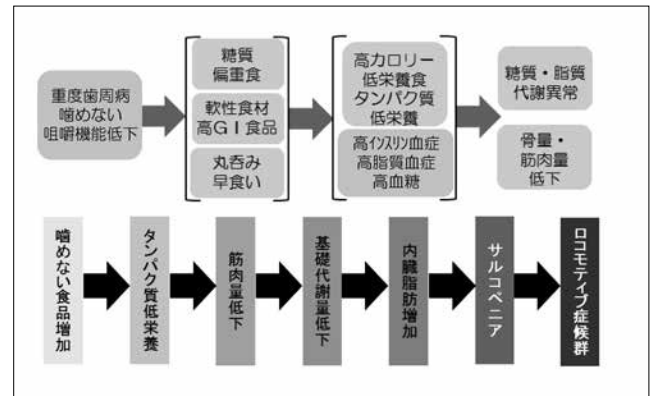 重度歯周病
噛めない
咀嚼機能低下
糖質
偏重食
軟性食材
高GI食品
丸呑み
早食い
高カロリー
低栄養食
タンパク質
低栄養
高インスリン血症
高脂質血症
高血糖
糖質・脂質
代謝異常
骨量・
筋肉量
低下
噛めない食品増加
タンパク質低栄養
筋肉量低下
基礎代謝量低下
内臓脂肪増加
サルコペニア
ロコモティブ症候群